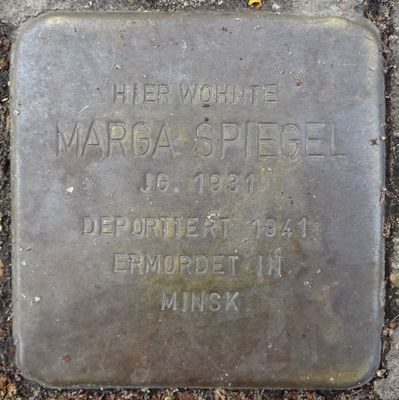 HIER WOHNTE
MARGA SPIEGEL
JG. 1931
DEPORTIERT 1941
ERMORDET IN
MINSK